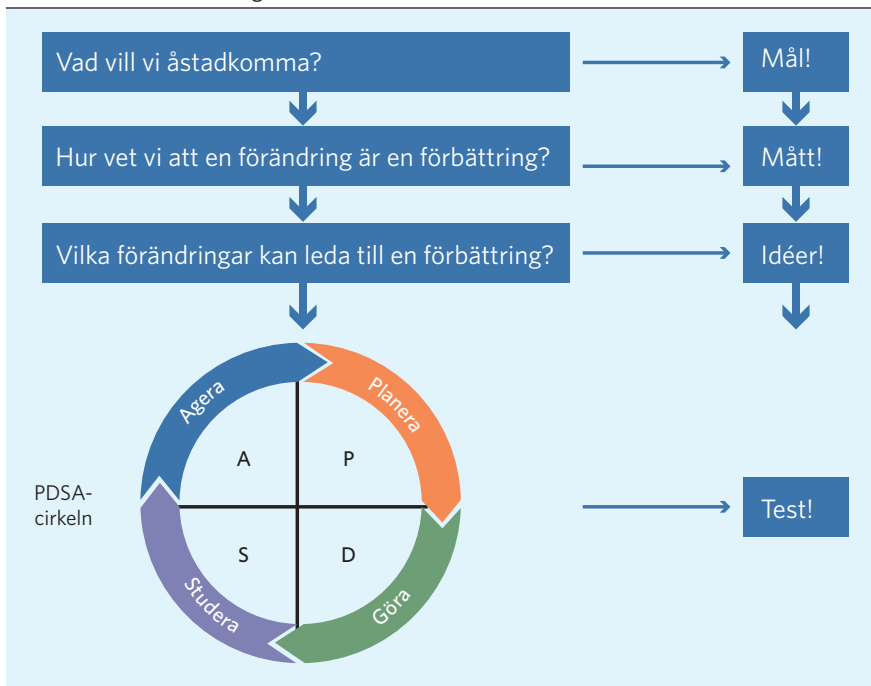 Vad vill vi åstadkomma?
Mål!
Hur vet vi att en förändring är en förbättring?
Mått!
Vilka förändringar kan leda till en förbättring?
Idéer!
Agera
Planera
A
P
PDSA-
cirkeln
Test!
S
D
Studera
Göra